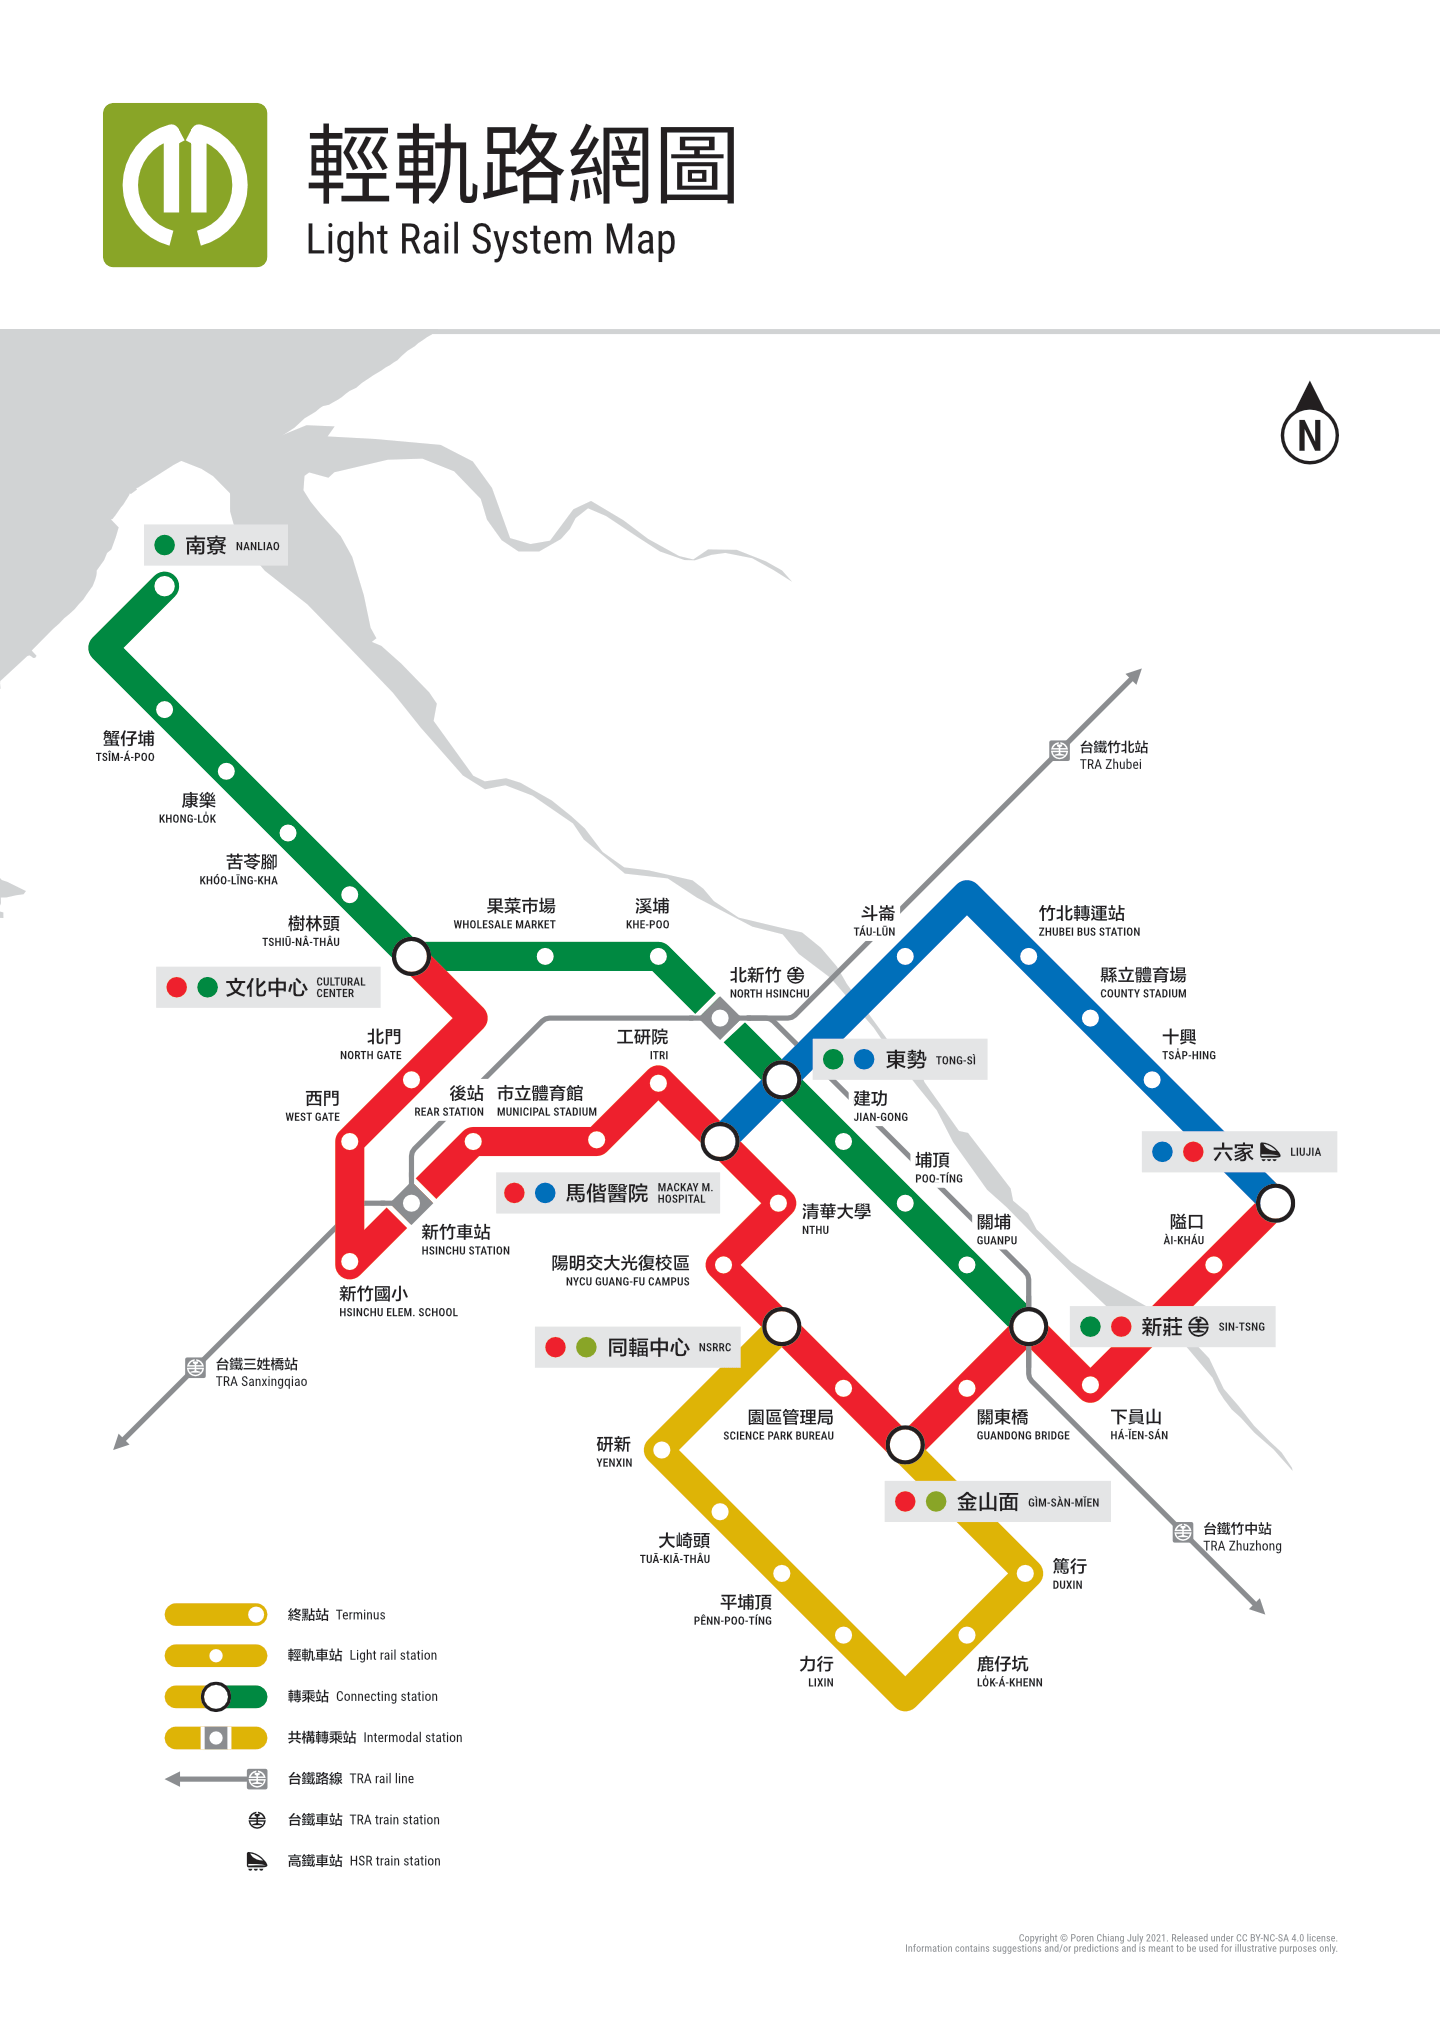 輕軌路網圖
Light Rail System Map
N
南寮 NANLIAO
台鐵竹北站
TRA Zhubei
蟹仔埔
TSÎM-Á-POO
康樂
KHONG-LO̍K
苦苓腳
KHÓO-LÎNG-KHA
樹林頭
TSHIŪ-NÂ-THÂU
果菜市場
WHOLESALE MARKET
溪埔
KHE-POO
斗崙
TÁU-LŪN
竹北轉運站
ZHUBEI BUS STATION
文化中心 CULTURAL
CENTER
北新竹
NORTH HSINCHU
縣立體育場
COUNTY STADIUM
北門
NORTH GATE
工研院
ITRI
十興
TSA̍P-HING
東勢 TONG-SÌ
西門
WEST GATE
後站
REAR STATION
市立體育館
MUNICIPAL STADIUM
建功
JIAN-GONG
六家 LIUJIA
埔頂
POO-TÍNG
馬偕醫院 MACKAY M.
HOSPITAL
清華大學
NTHU
關埔
GUANPU
隘口
ÀI-KHÁU
新竹車站
HSINCHU STATION
陽明交大光復校區
NYCU GUANG-FU CAMPUS
新竹國小
HSINCHU ELEM. SCHOOL
新莊 SIN-TSNG
同輻中心 NSRRC
台鐵三姓橋站
TRA Sanxingqiao
園區管理局
SCIENCE PARK BUREAU
關東橋
GUANDONG BRIDGE
下員山
HÁ-ĬEN-SÁN
研新
YENXIN
金山面 GÌM-SÀN-MĬEN
大崎頭
TUĀ-KIĀ-THÂU
台鐵竹中站
TRA Zhuzhong
篤行
DUXIN
平埔頂
PÊNN-POO-TÍNG
力行
LIXIN
鹿仔坑
LO̍K-Á-KHENN
終點站 Terminus
輕軌車站 Light rail station
轉乘站 Connecting station
共構轉乘站 Intermodal station
台鐵路線 TRA rail line
台鐵車站 TRA train station
高鐵車站 HSR train station
Copyright © Poren Chiang July 2021. Released under CC BY-NC-SA 4.0 license.
Information contains suggestions and/or predictions and is meant to be used for illustrative purposes only.